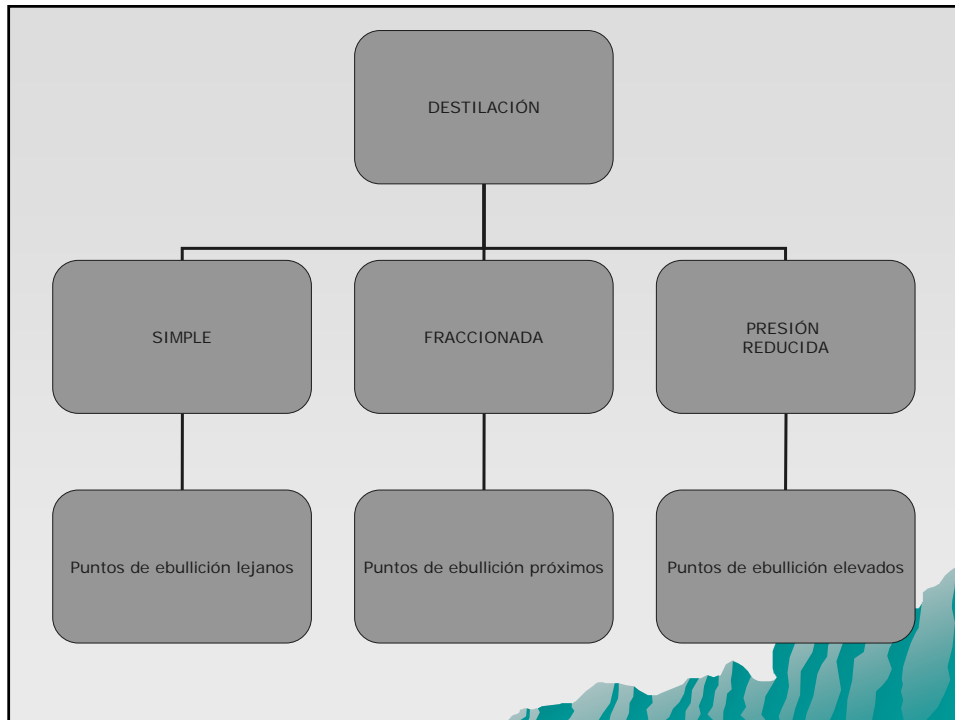 DESTILACIÓN
SIMPLE
FRACCIONADA
PRESIÓN
REDUCIDA
Puntos de ebullición lejanos
Puntos de ebullición próximos
Puntos de ebullición elevados